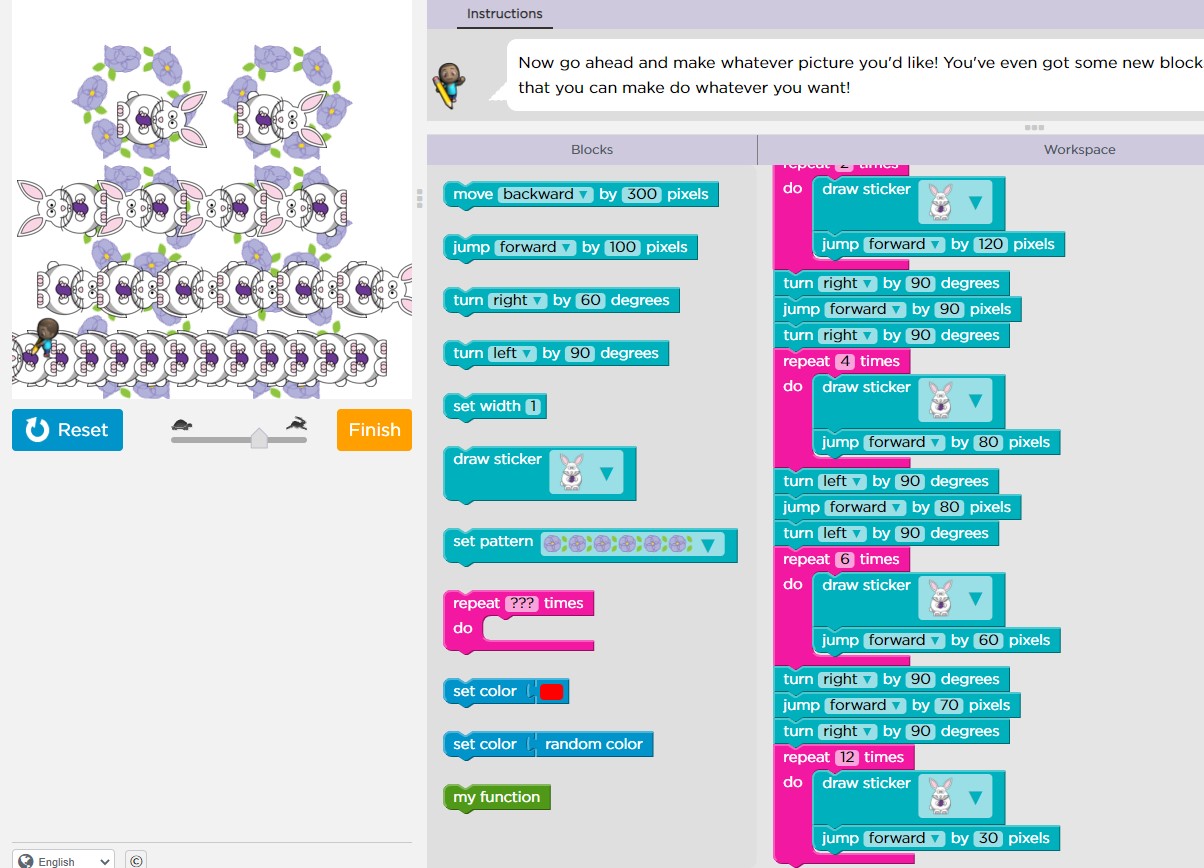 Instructions
Now go ahead and make whatever picture you'd like! You've even got some new block
that you can make do whatever you want!
Blocks
Workspace
move backward ▼ by 300 pixels
jump forward ▼ by 100 pixels
turn right ▼ by 60 degrees
turn left ▼ by 90 degrees
set width 1
draw sticker ▼
set pattern ▼
repeat ??? times
do
set color
set color random color
my function
repeat 2 times
do draw sticker ▼
jump forward ▼ by 120 pixels
turn right ▼ by 90 degrees
jump forward ▼ by 90 pixels
turn right ▼ by 90 degrees
repeat 4 times
do draw sticker ▼
jump forward ▼ by 80 pixels
turn left ▼ by 90 degrees
jump forward ▼ by 80 pixels
turn left ▼ by 90 degrees
repeat 6 times
do draw sticker ▼
jump forward ▼ by 60 pixels
turn right ▼ by 90 degrees
jump forward ▼ by 70 pixels
turn right ▼ by 90 degrees
repeat 12 times
do draw sticker ▼
jump forward ▼ by 30 pixels
Reset
Finish
English
©